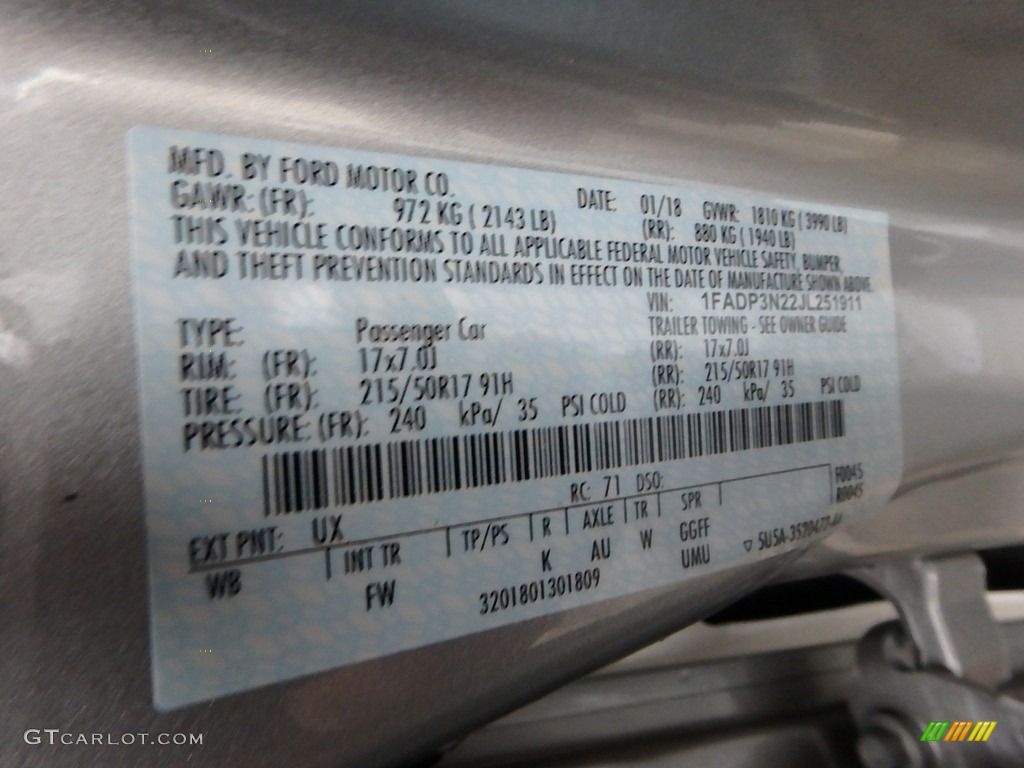 MFD. BY FORD MOTOR CO.
DATE: 01/18 GVWR: 1810 KG ( 3990 LB)
GAWR: (FR): 972 KG ( 2143 LB) (RR): 880 KG ( 1940 LB)
THIS VEHICLE CONFORMS TO ALL APPLICABLE FEDERAL MOTOR VEHICLE SAFETY, BUMPER,
AND THEFT PREVENTION STANDARDS IN EFFECT ON THE DATE OF MANUFACTURE SHOWN ABOVE.
VIN: 1FADP3N22JL251911
TYPE: Passenger Car TRAILER TOWING - SEE OWNER GUIDE
RIM: (FR): 17x7.0J (RR): 17x7.0J
TIRE: (FR): 215/50R17 91H (RR): 215/50R17 91H
PRESSURE: (FR): 240 kPa/ 35 PSI COLD (RR): 240 kPa/ 35 PSI COLD
EXT PNT: UX RC: 71 DSO: F0045
R0045
WB INT TR TP/PS R AXLE TR SPR
FW K AU W GGFF
UMU
3201801301809
GTCARLOT.COM